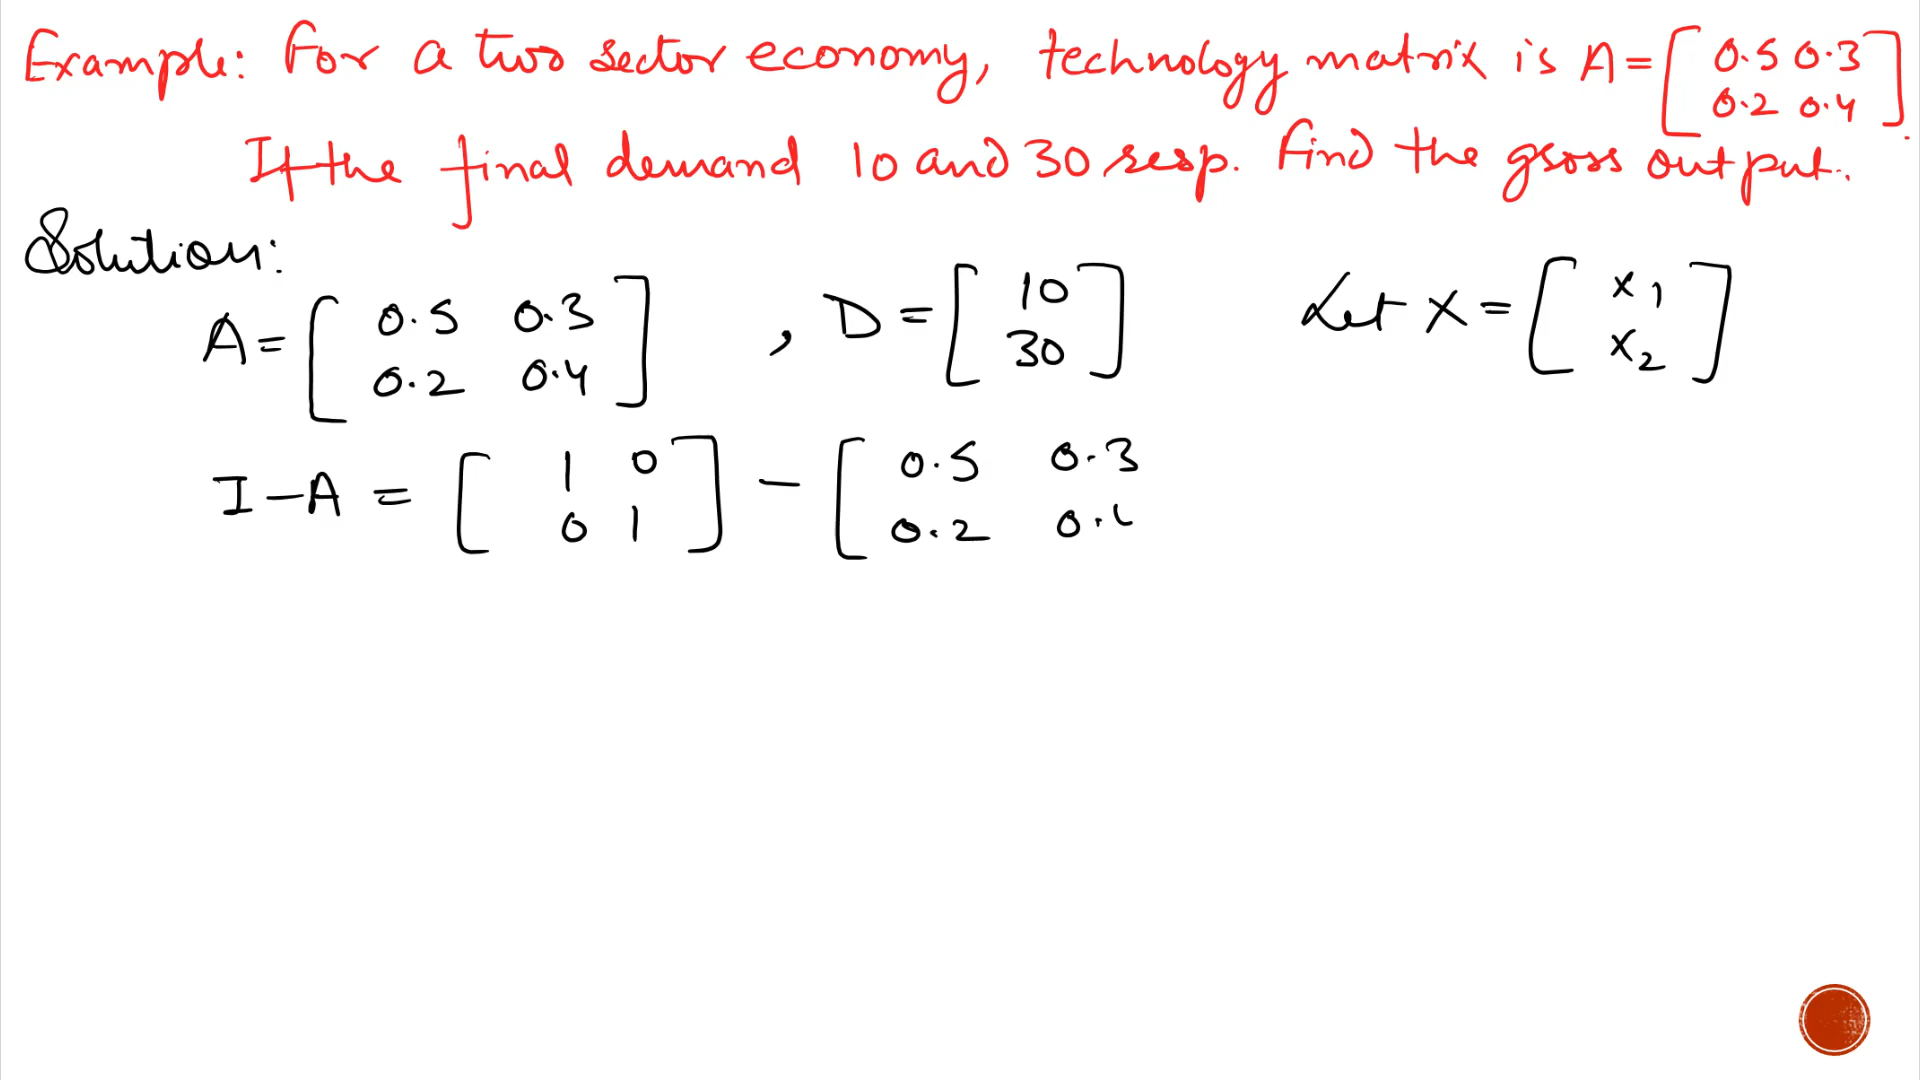 Example: For a two sector economy, technology matrix is A = [ 0.5 0.3
0.2 0.4 ].
If the final demand 10 and 30 resp. Find the gross output.
Solution:
A = [ 0.5 0.3
0.2 0.4 ] , D = [ 10
30 ] Let X = [ x1
x2 ]
I - A = [ 1 0
0 1 ] - [ 0.5 0.3
0.2 0.